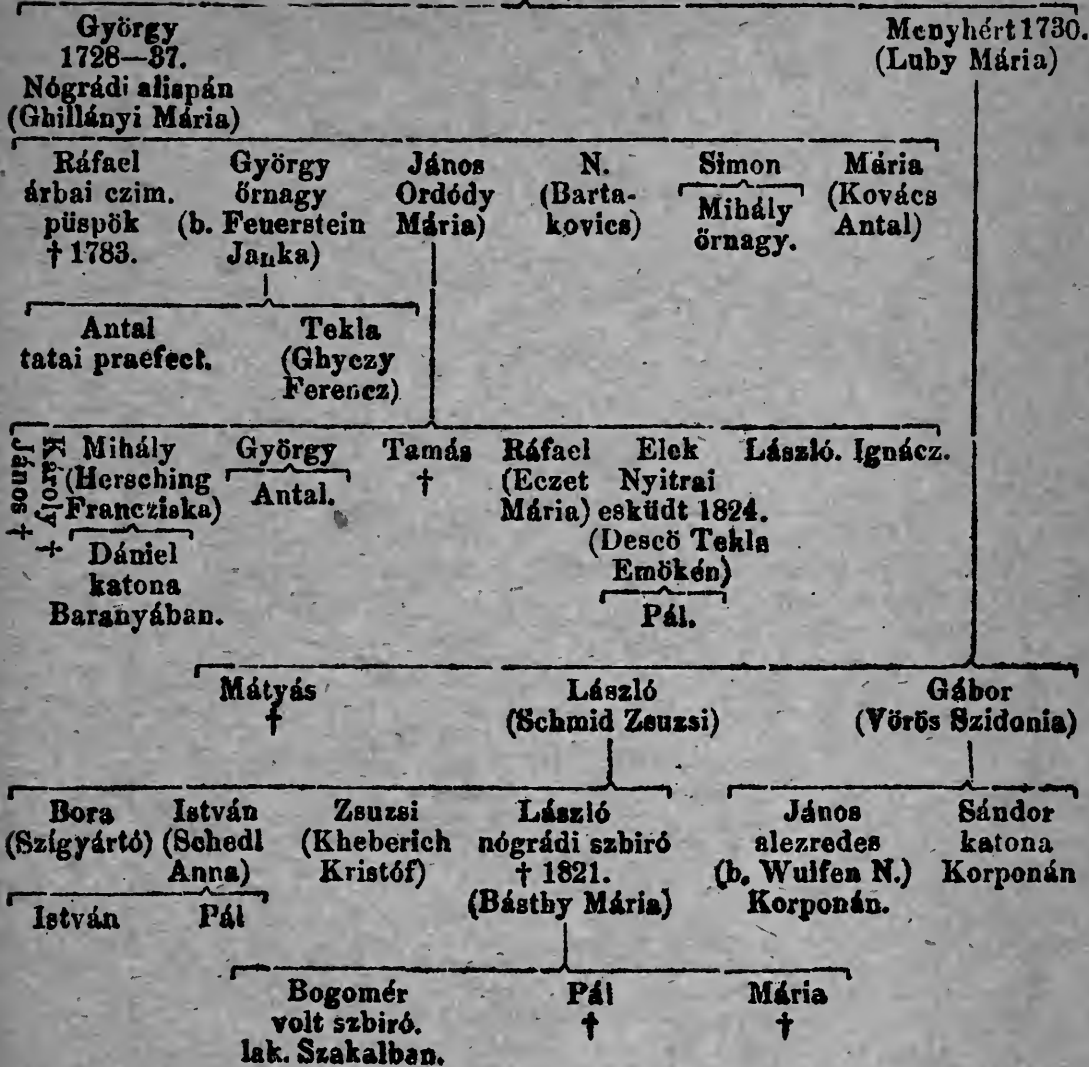 György
1728—37.
Nógrádi alispán
(Ghillányi Mária)
Menyhért 1730.
(Luby Mária)
Ráfael
árbai czim.
püspök
† 1783.
György
őrnagy
(b. Feuerstein
Janka)
János
Ordódy
Mária)
N.
(Barta-
kovics)
Simon
Mihály
őrnagy.
Mária
(Kovács
Antal)
Antal
tatai praefect.
Tekla
(Ghyczy
Ferencz)
János †
Károly †
Mihály
(Hersching
Francziska)
Dániel
katona
Baranyában.
György
Antal.
Tamás
†
Ráfael
(Eczet
Mária)
Elek
Nyitrai
esküdt 1824.
(Descö Tekla
Emökén)
Pál.
László. Ignácz.
Mátyás
†
László
(Schmid Zsuzsi)
Gábor
(Vörös Szidonia)
Bora
(Szígyártó)
István
(Schedl
Anna)
István Pál
Zsuzsi
(Kheberich
Kristóf)
László
nógrádi szbiró
† 1821.
(Básthy Mária)
János
alezredes
(b. Wulfen N.)
Korponán.
Sándor
katona
Korponán
Bogomér
volt szbiró.
lak. Szakalban.
Pál
†
Mária
†